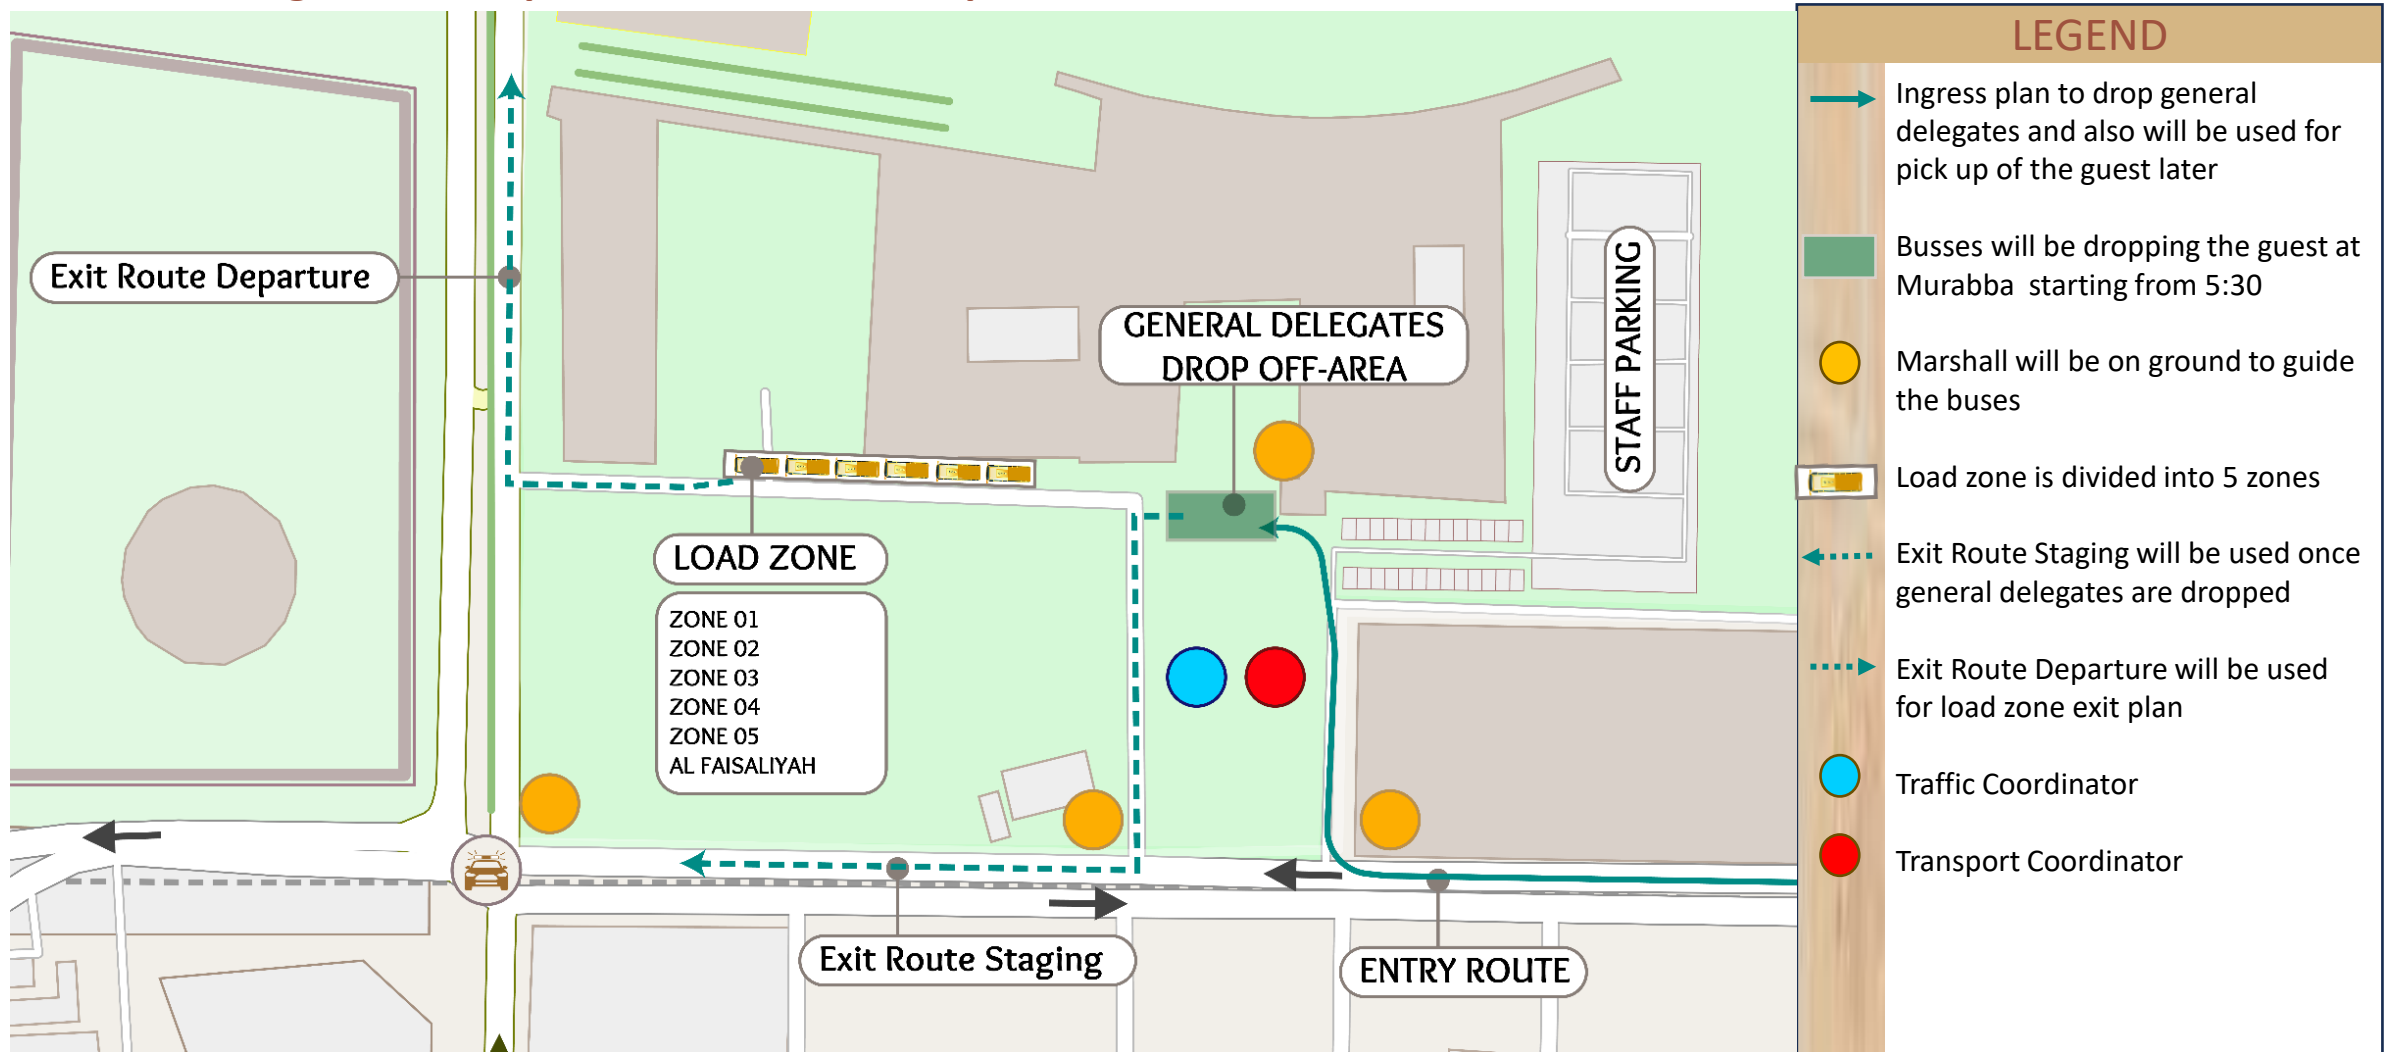 Exit Route Departure
GENERAL DELEGATES
DROP OFF-AREA
STAFF PARKING
LOAD ZONE
ZONE 01
ZONE 02
ZONE 03
ZONE 04
ZONE 05
AL FAISALIYAH
Exit Route Staging
ENTRY ROUTE
LEGEND
Ingress plan to drop general
delegates and also will be used for
pick up of the guest later
Busses will be dropping the guest at
Murabba starting from 5:30
Marshall will be on ground to guide
the buses
Load zone is divided into 5 zones
Exit Route Staging will be used once
general delegates are dropped
Exit Route Departure will be used
for load zone exit plan
Traffic Coordinator
Transport Coordinator